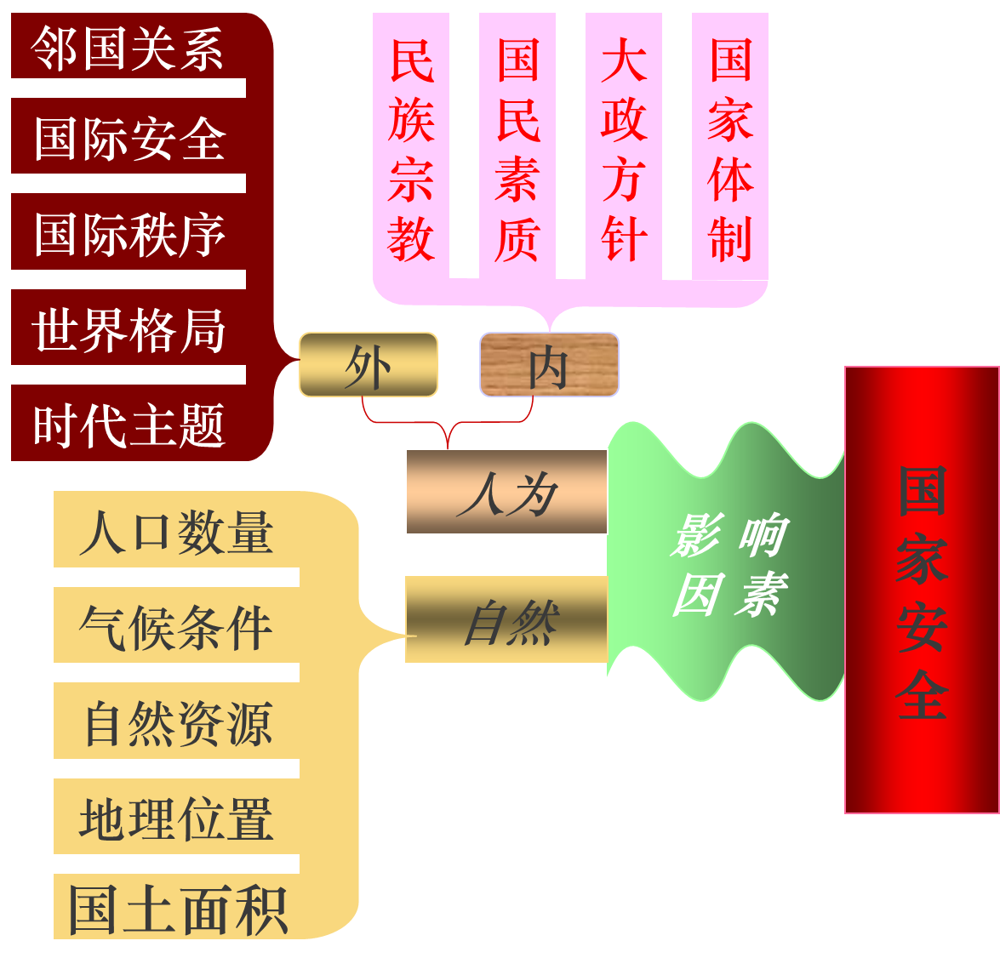 邻国关系
国际安全
国际秩序
世界格局
时代主题
民族宗教
国民素质
大政方针
国家体制
外
内
人为
自然
人口数量
气候条件
自然资源
地理位置
国土面积
影响
因素
国家安全